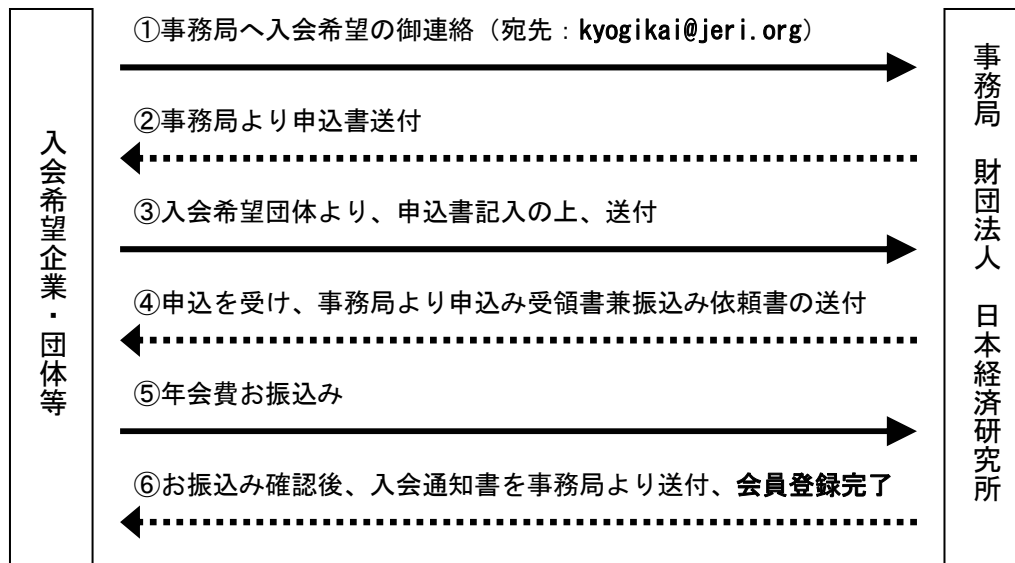 ①事務局へ入会希望の御連絡（宛先：kyogikai@jeri.org）
②事務局より申込書送付
③入会希望団体より、申込書記入の上、送付
④申込を受け、事務局より申込み受領書兼振込み依頼書の送付
⑤年会費お振込み
⑥お振込み確認後、入会通知書を事務局より送付、会員登録完了
入会希望企業・団体等
事務局　財団法人　日本経済研究所